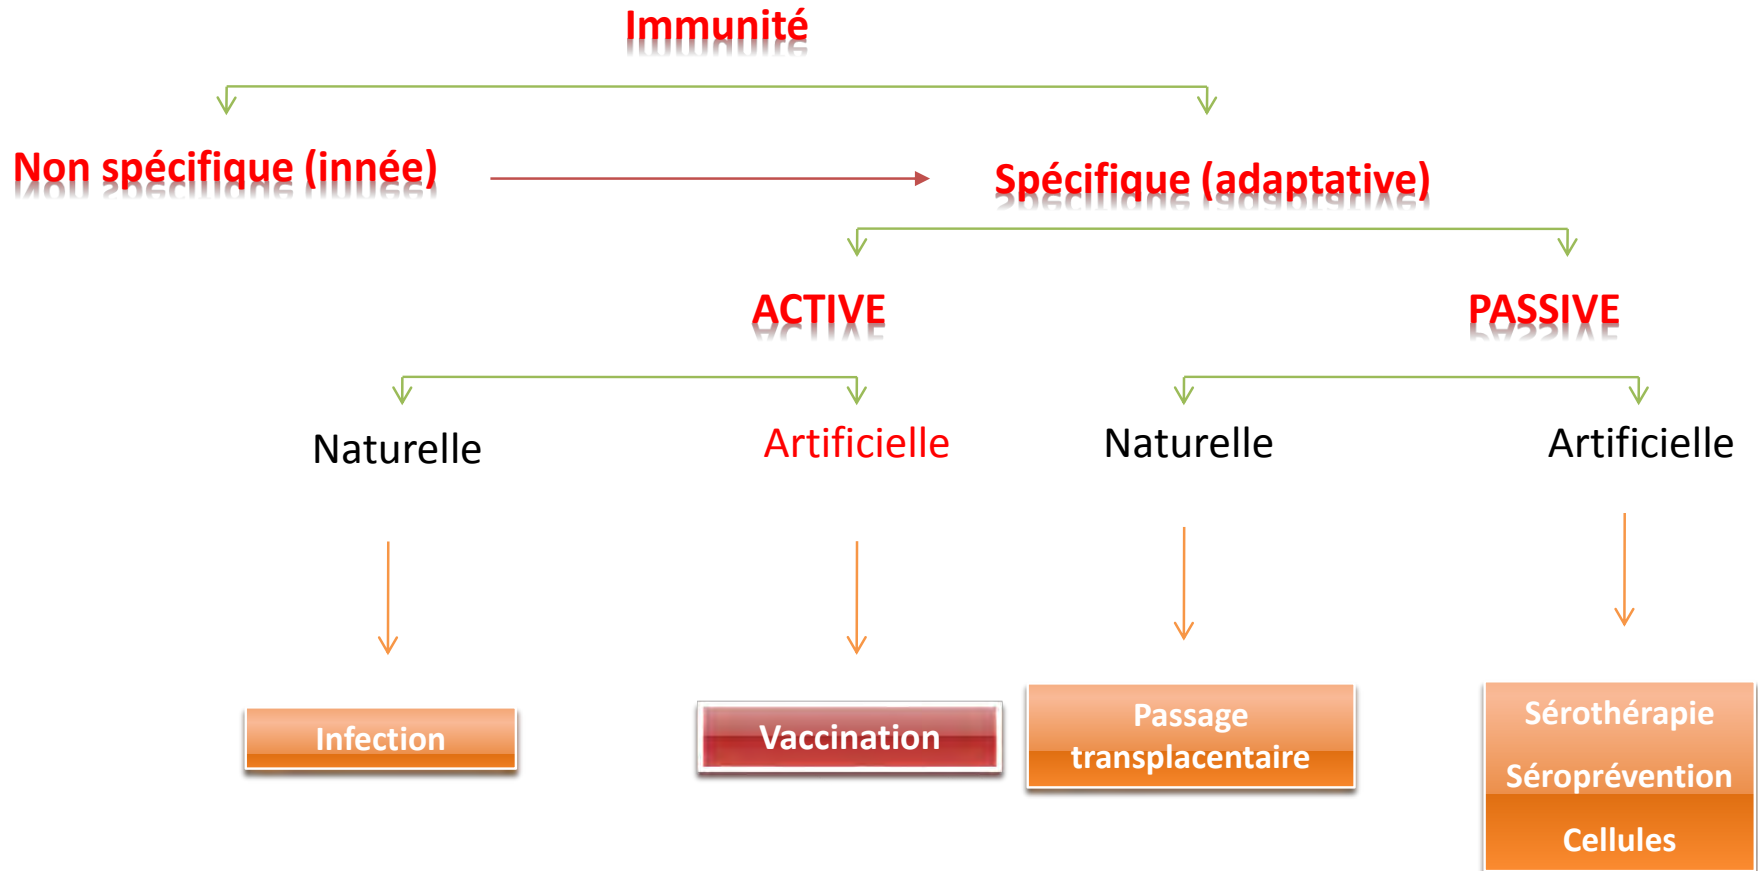 Immunité
Non spécifique (innée)
Spécifique (adaptative)
ACTIVE
PASSIVE
Naturelle
Artificielle
Naturelle
Artificielle
Infection
Vaccination
Passage
transplacentaire
Sérothérapie
Séroprévention
Cellules